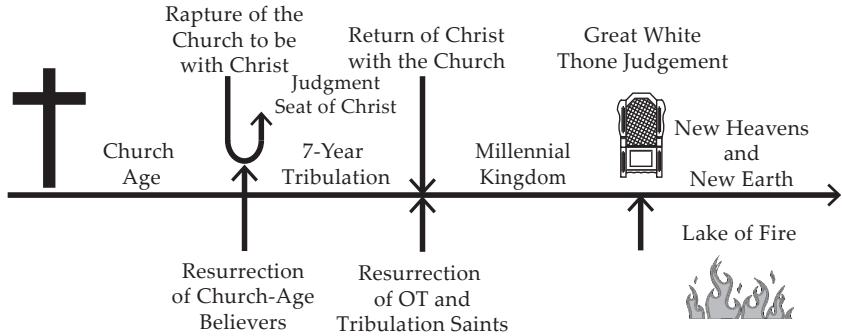 Rapture of the
Church to be
with Christ
Judgment
Seat of Christ
Return of Christ
with the Church
Great White
Thone Judgement
Church
Age
7-Year
Tribulation
Millennial
Kingdom
New Heavens
and
New Earth
Resurrection
of Church-Age
Believers
Resurrection
of OT and
Tribulation Saints
Lake of Fire